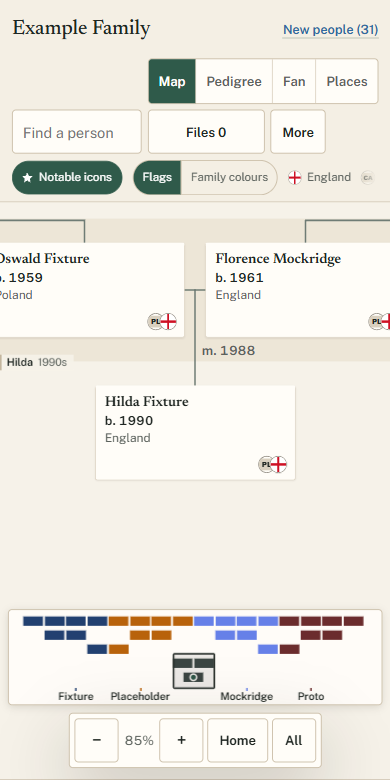 Example Family
New people (31)
Map
Pedigree
Fan
Places
Find a person
Files 0
More
Notable icons
Flags
Family colours
England
CA
Oswald Fixture
b. 1959
Poland
PL
Florence Mockridge
b. 1961
England
PL
m. 1988
Hilda 1990s
Hilda Fixture
b. 1990
England
PL
Fixture
Placeholder
Mockridge
Proto
−
85%
+
Home
All